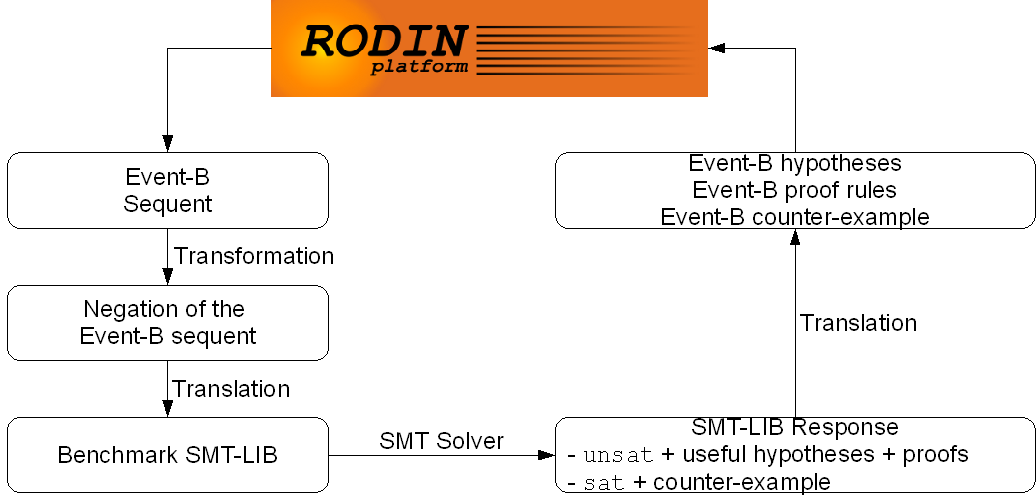 RODIN
platform
Event-B
Sequent
Transformation
Negation of the
Event-B sequent
Translation
Benchmark SMT-LIB
SMT Solver
SMT-LIB Response
- unsat + useful hypotheses + proofs
- sat + counter-example
Translation
Event-B hypotheses
Event-B proof rules
Event-B counter-example